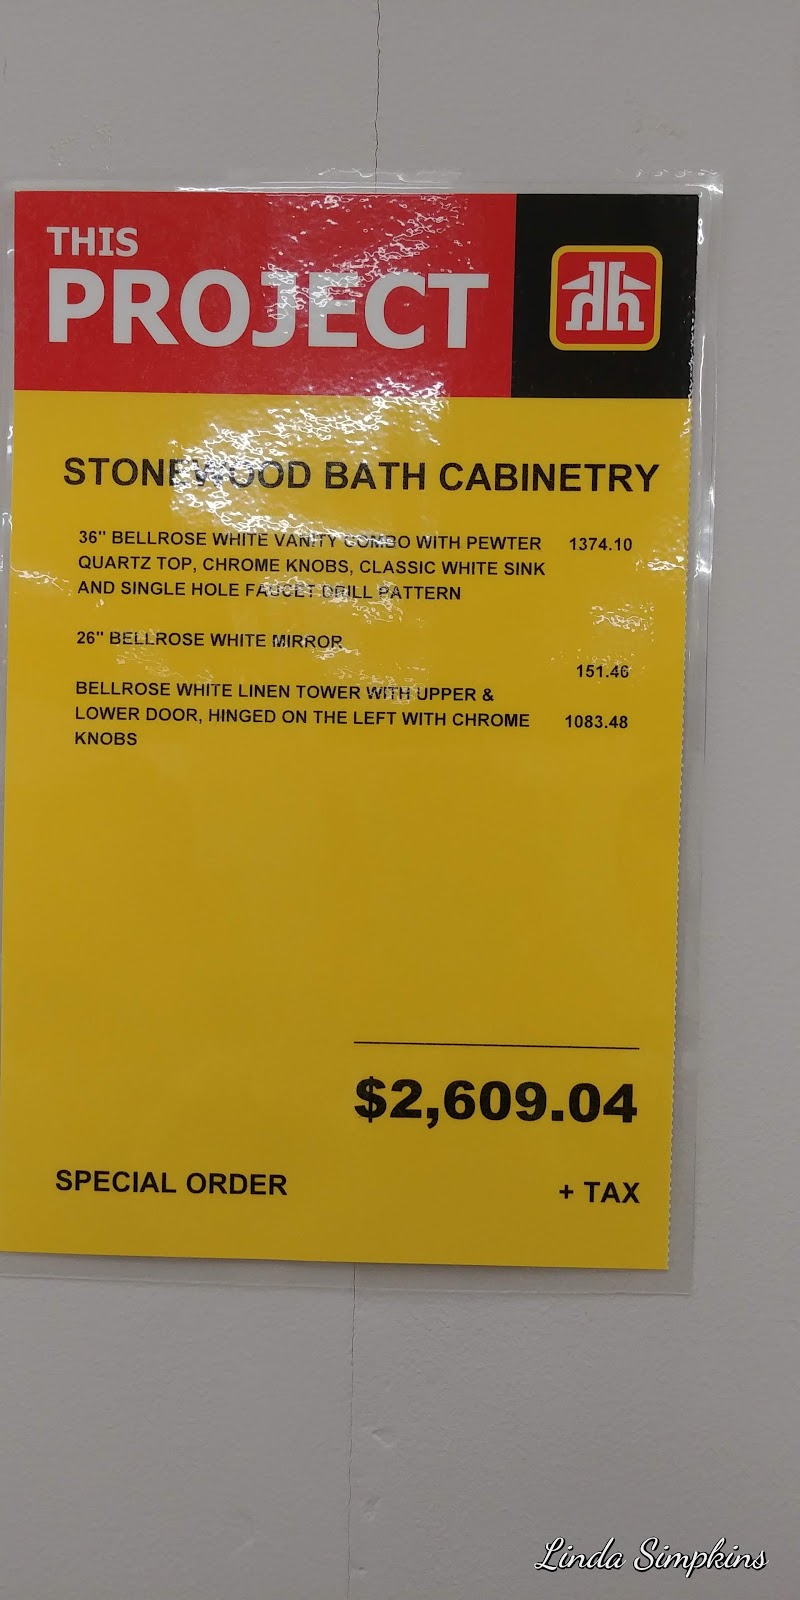 THIS
PROJECT
STONEWOOD BATH CABINETRY
36" BELLROSE WHITE VANITY COMBO WITH PEWTER 1374.10
QUARTZ TOP, CHROME KNOBS, CLASSIC WHITE SINK
AND SINGLE HOLE FAUCET DRILL PATTERN
26" BELLROSE WHITE MIRROR
151.46
BELLROSE WHITE LINEN TOWER WITH UPPER &
LOWER DOOR, HINGED ON THE LEFT WITH CHROME 1083.48
KNOBS
$2,609.04
SPECIAL ORDER + TAX
Linda Simpkins